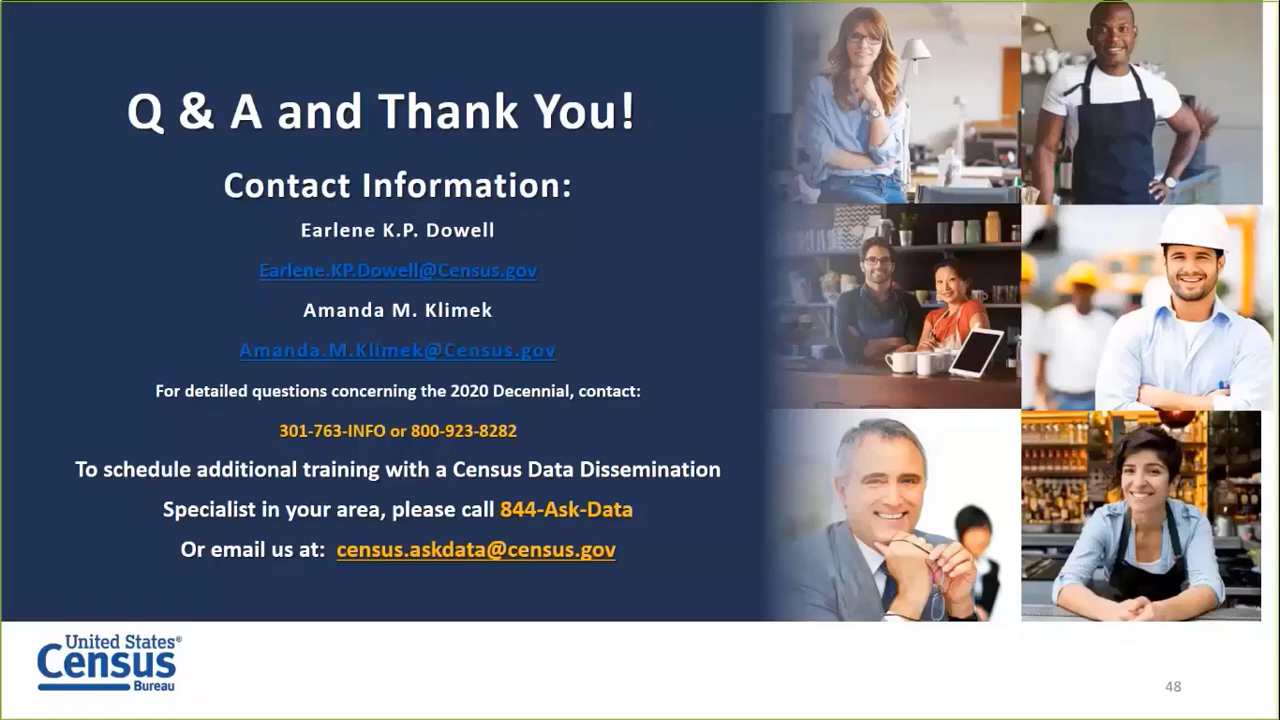 Q & A and Thank You!
Contact Information:
Earlene K.P. Dowell
Earlene.KP.Dowell@Census.gov
Amanda M. Klimek
Amanda.M.Klimek@Census.gov
For detailed questions concerning the 2020 Decennial, contact:
301-763-INFO or 800-923-8282
To schedule additional training with a Census Data Dissemination
Specialist in your area, please call 844-Ask-Data
Or email us at: census.askdata@census.gov
United States®
Census
Bureau
48